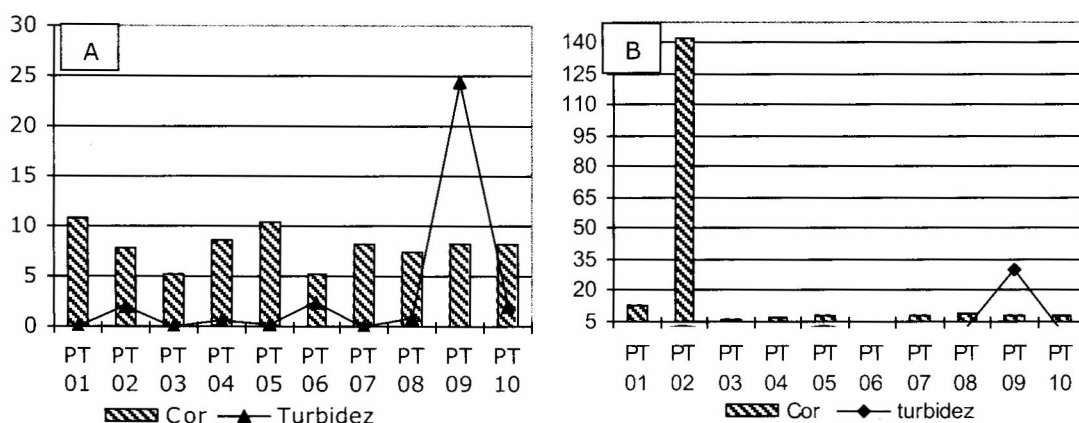 A
30
25
20
15
10
5
0
PT PT PT PT PT PT PT PT PT PT
01 02 03 04 05 06 07 08 09 10
Cor Turbidez
B
140
125
110
95
80
65
50
35
20
5
PT PT PT PT PT PT PT PT PT PT
01 02 03 04 05 06 07 08 09 10
Cor turbidez